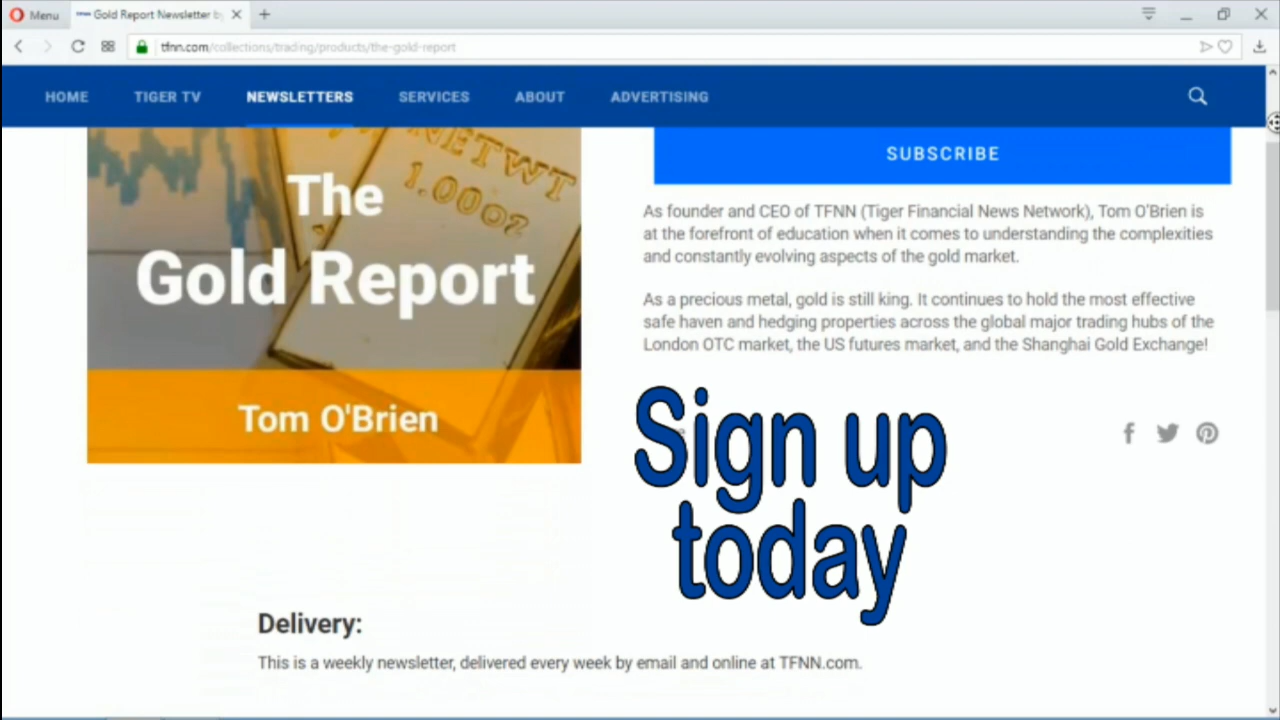 Menu
Gold Report Newsletter b
tfnn.com/collections/trading/products/the-gold-report
HOME TIGER TV NEWSLETTERS SERVICES ABOUT ADVERTISING
NETWT
1.00oz
The
Gold Report
Tom O'Brien
SUBSCRIBE
As founder and CEO of TFNN (Tiger Financial News Network), Tom O'Brien is
at the forefront of education when it comes to understanding the complexities
and constantly evolving aspects of the gold market.
As a precious metal, gold is still king. It continues to hold the most effective
safe haven and hedging properties across the global major trading hubs of the
London OTC market, the US futures market, and the Shanghai Gold Exchange!
Sign up
today
Delivery:
This is a weekly newsletter, delivered every week by email and online at TFNN.com.